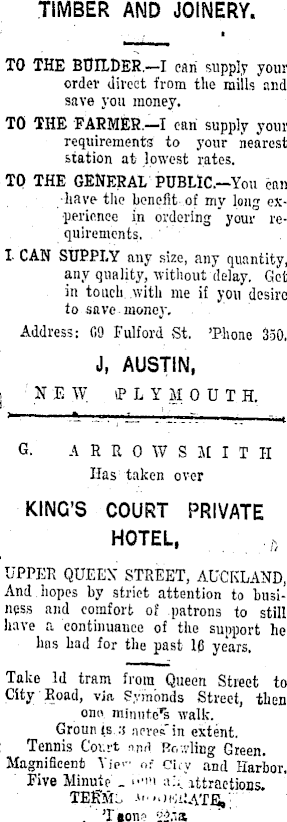 TIMBER AND JOINERY.
TO THE BUILDER.—I can supply your
order direct from the mills and
save you money.
TO THE FARMER.—I can supply your
requirements to your nearest
station at lowest rates.
TO THE GENERAL PUBLIC.—You can
have the benefit of my long ex-
perience in ordering your re-
quirements.
I CAN SUPPLY any size, any quantity,
any quality, without delay. Get
in touch with me if you desire
to save money.
Address: 69 Fulford St. 'Phone 350.
J. AUSTIN,
NEW PLYMOUTH.
G. ARROWSMITH
Has taken over
KING'S COURT PRIVATE
HOTEL,
UPPER QUEEN STREET, AUCKLAND,
And hopes by strict attention to busi-
ness and comfort of patrons to still
have a continuance of the support he
has had for the past 16 years.
Take 1d tram from Queen Street to
City Road, via Symonds Street, then
one minute's walk.
Grounds 3 acres in extent.
Tennis Court and Bowling Green.
Magnificent View of City and Harbor.
Five Minute attractions.
TERMS MODERATE.